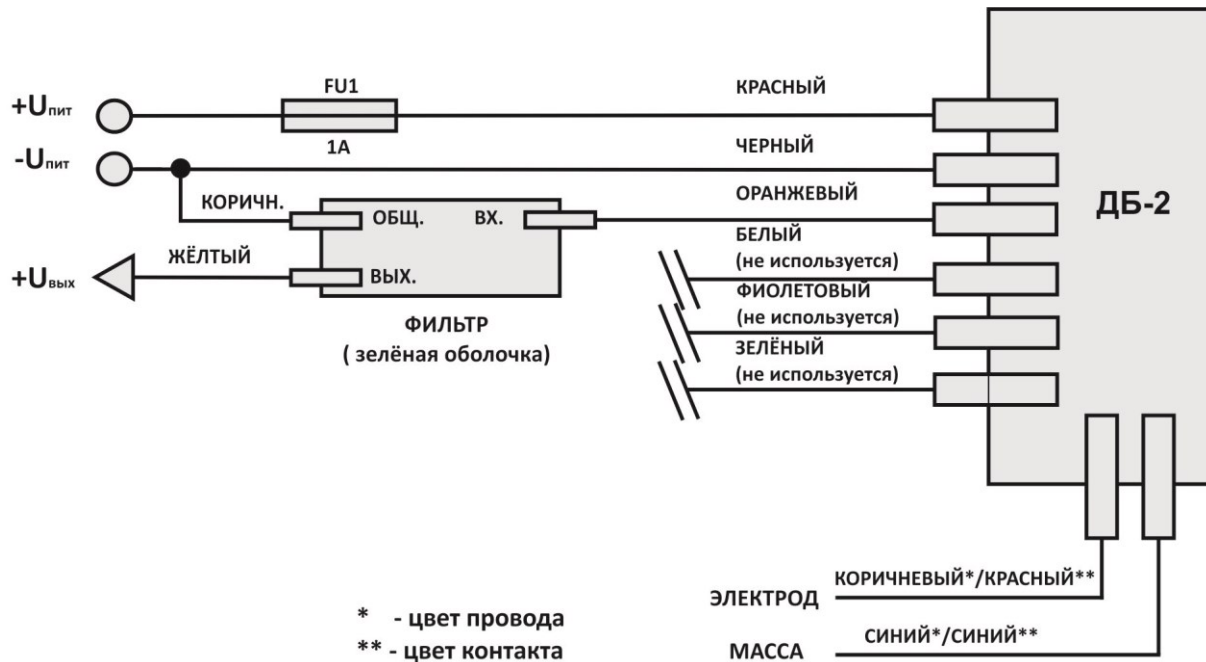 +Uпит
FU1
1А
КРАСНЫЙ
-Uпит
ЧЕРНЫЙ
КОРИЧН.
ОБЩ.
ВХ.
ОРАНЖЕВЫЙ
ДБ-2
+Uвых
ЖЁЛТЫЙ
ВЫХ.
БЕЛЫЙ
(не используется)
ФИОЛЕТОВЫЙ
(не используется)
ЗЕЛЁНЫЙ
(не используется)
ФИЛЬТР
( зелёная оболочка)
ЭЛЕКТРОД
КОРИЧНЕВЫЙ*/КРАСНЫЙ**
МАССА
СИНИЙ*/СИНИЙ**
* - цвет провода
** - цвет контакта